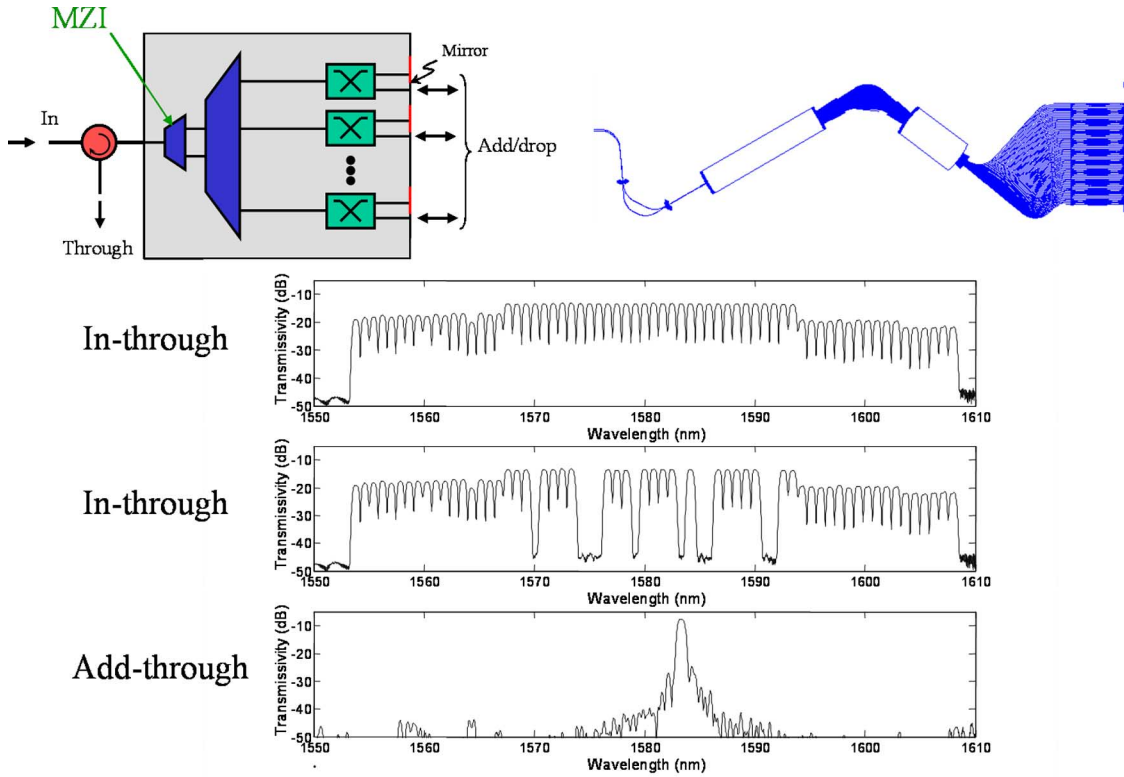 MZI
Mirror
In
Add/drop
Through
In-through
Transmissivity (dB)
-10
-20
-30
-40
-50
1550 1560 1570 1580 1590 1600 1610
Wavelength (nm)
In-through
Transmissivity (dB)
-10
-20
-30
-40
-50
1550 1560 1570 1580 1590 1600 1610
Wavelength (nm)
Add-through
Transmissivity (dB)
-10
-20
-30
-40
-50
1550 1560 1570 1580 1590 1600 1610
Wavelength (nm)